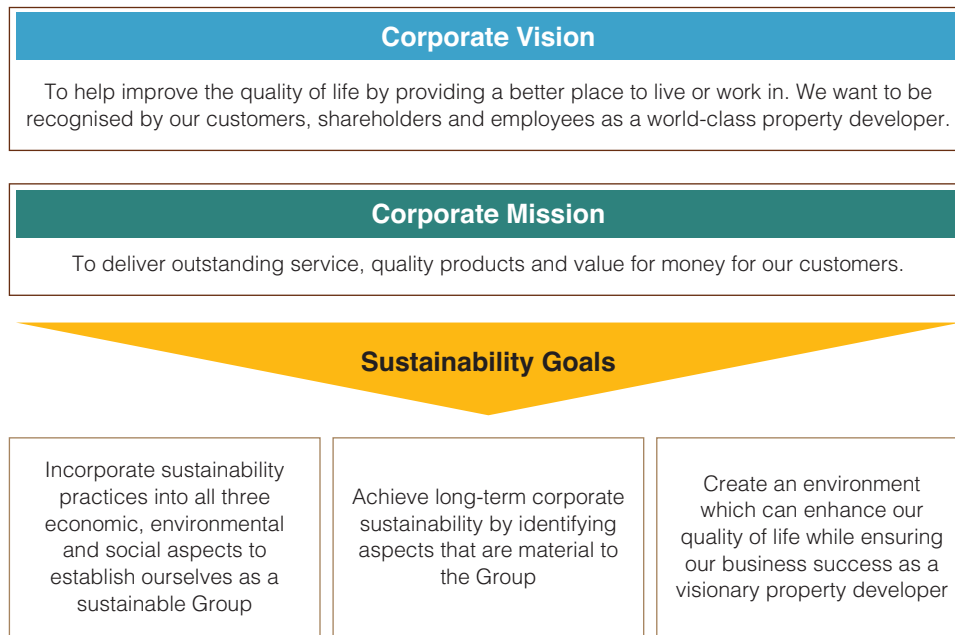 Corporate Vision
To help improve the quality of life by providing a better place to live or work in. We want to be
recognised by our customers, shareholders and employees as a world-class property developer.
Corporate Mission
To deliver outstanding service, quality products and value for money for our customers.
Sustainability Goals
Incorporate sustainability
practices into all three
economic, environmental
and social aspects to
establish ourselves as a
sustainable Group
Achieve long-term corporate
sustainability by identifying
aspects that are material to
the Group
Create an environment
which can enhance our
quality of life while ensuring
our business success as a
visionary property developer